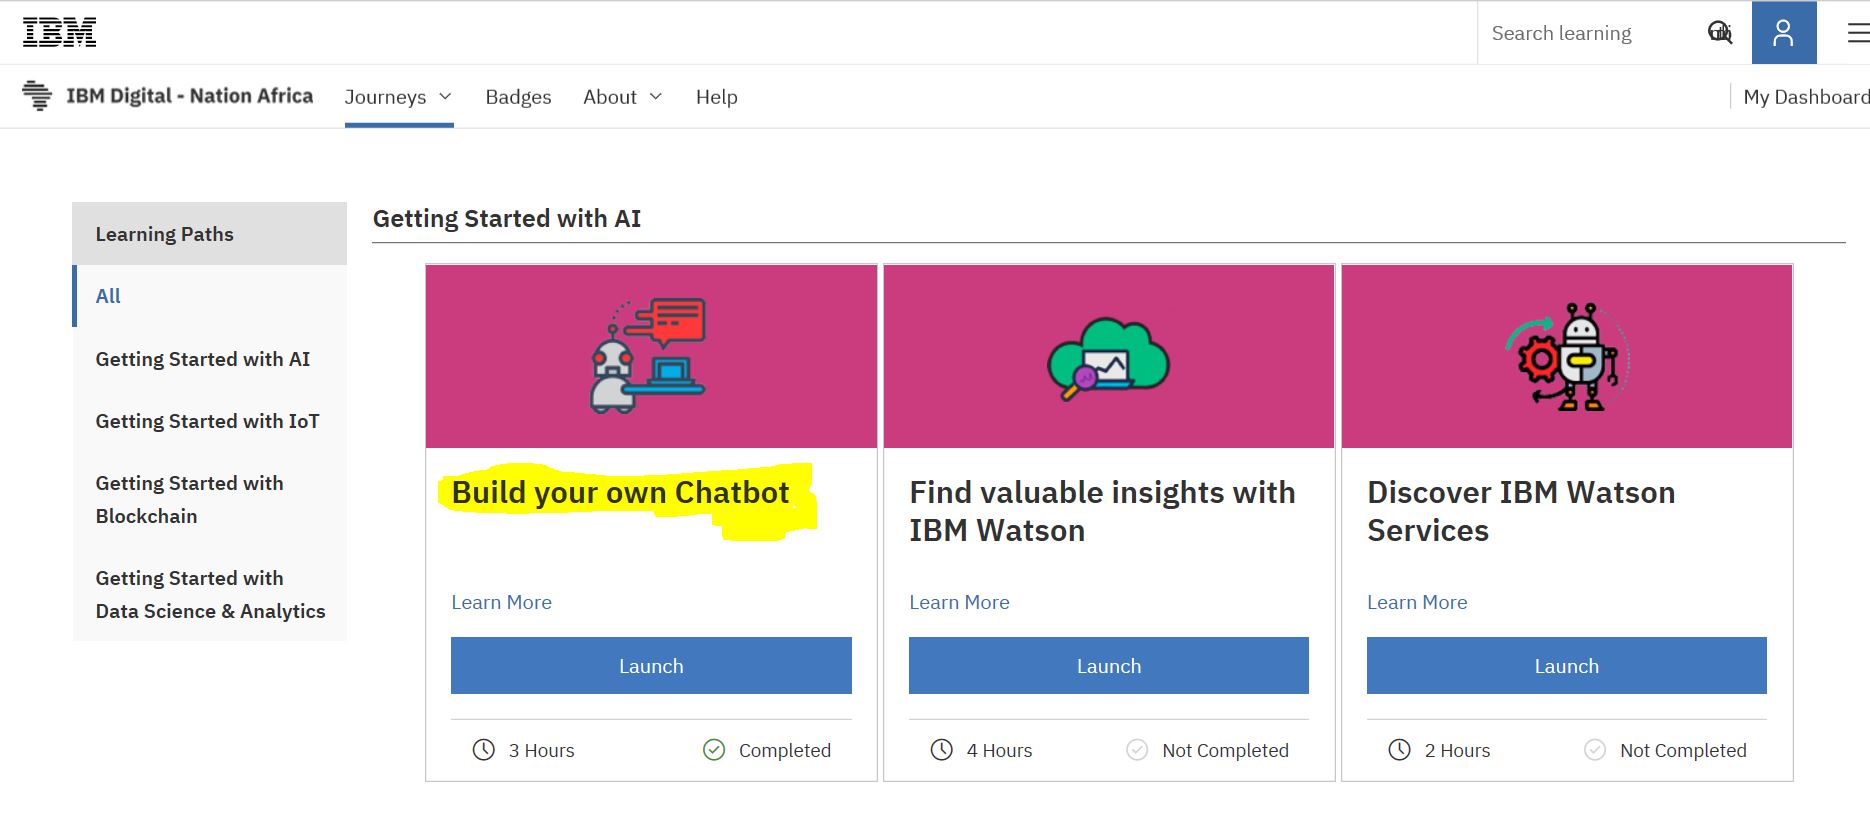 IBM
Search learning
IBM Digital - Nation Africa
Journeys
Badges
About
Help
My Dashboard
Learning Paths
All
Getting Started with AI
Getting Started with IoT
Getting Started with
Blockchain
Getting Started with
Data Science & Analytics
Getting Started with AI
Build your own Chatbot
Learn More
Launch
3 Hours
Completed
Find valuable insights with
IBM Watson
Learn More
Launch
4 Hours
Not Completed
Discover IBM Watson
Services
Learn More
Launch
2 Hours
Not Completed